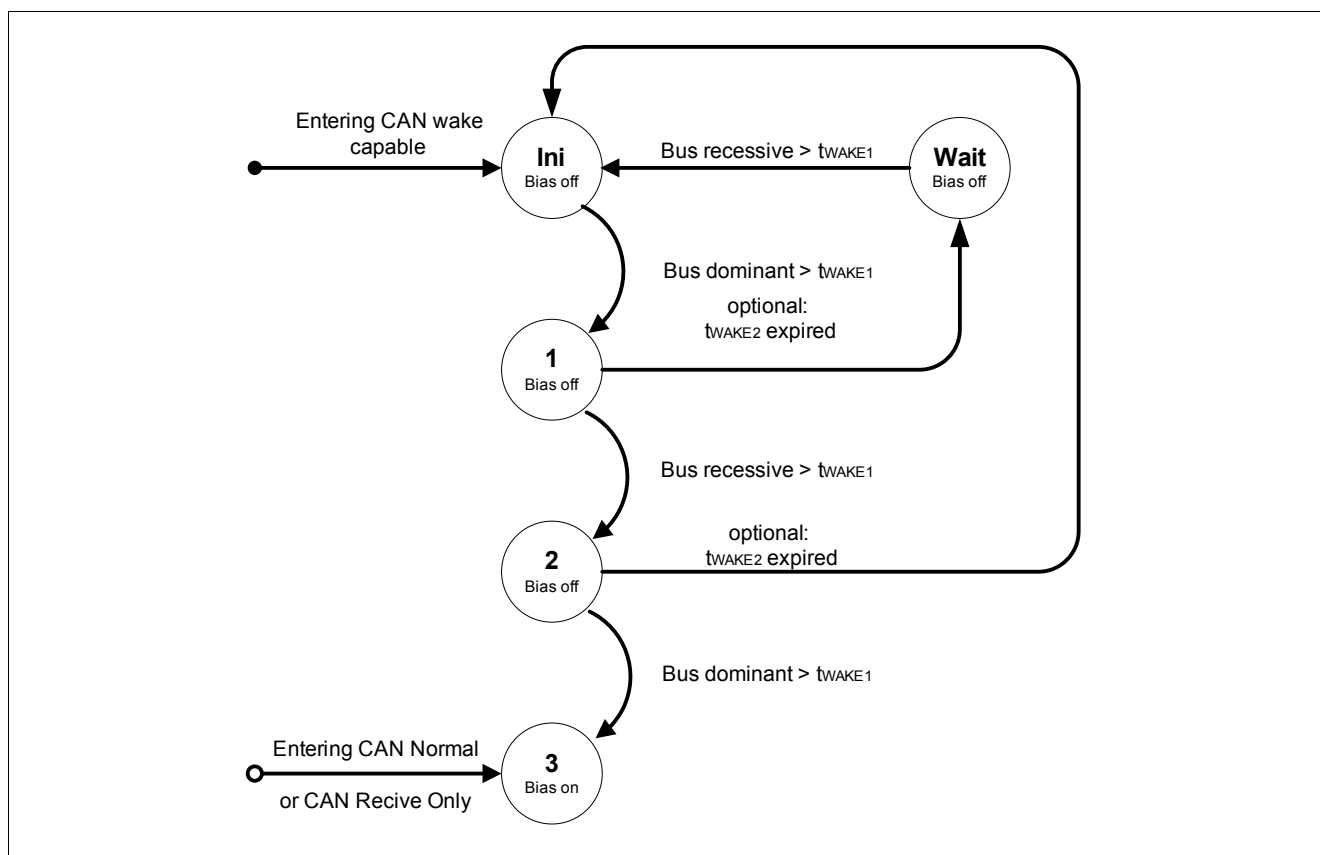 Entering CAN wake
capable
Ini
Bias off
Bus recessive > tWAKE1
Wait
Bias off
Bus dominant > tWAKE1
optional:
tWAKE2 expired
1
Bias off
Bus recessive > tWAKE1
optional:
tWAKE2 expired
2
Bias off
Bus dominant > tWAKE1
Entering CAN Normal
or CAN Recive Only
3
Bias on